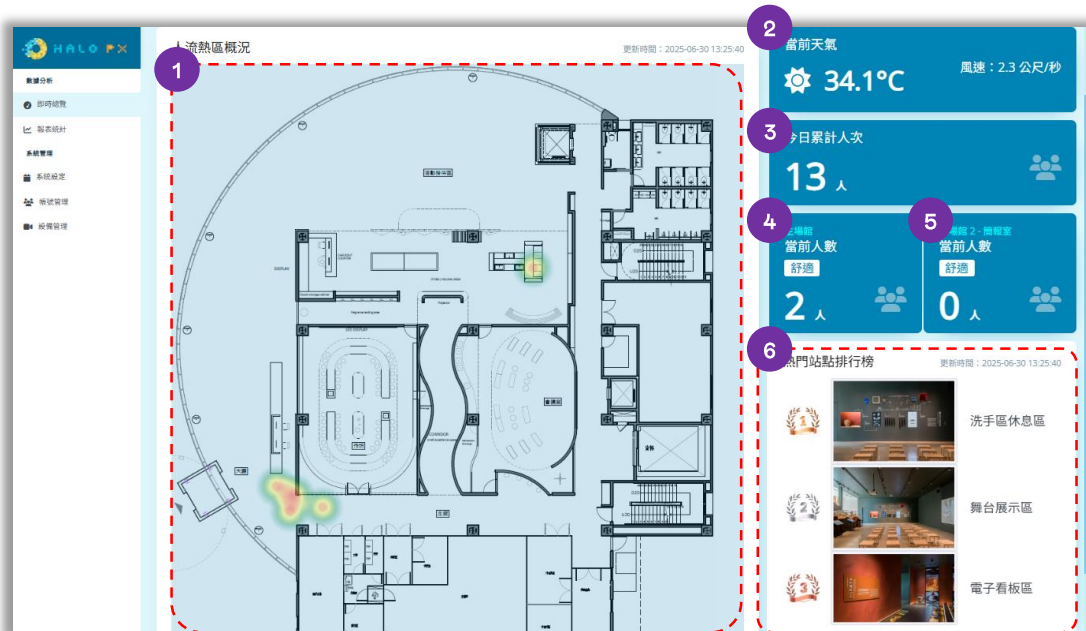 HALO PX
數據分析
即時總覽
報表統計
系統管理
系統設定
帳號管理
設備管理
人流熱區概況
更新時間：2025-06-30 13:25:40
1
DISPLAY
大廳
2
當前天氣
34.1°C
風速：2.3 公尺/秒
3
今日累計人次
13 人
4
主場館
當前人數
舒適
2 人
5
場館 2 - 簡報室
當前人數
舒適
0 人
6
熱門站點排行榜
更新時間：2025-06-30 13:25:40
1
洗手區休息區
2
舞台展示區
3
電子看板區